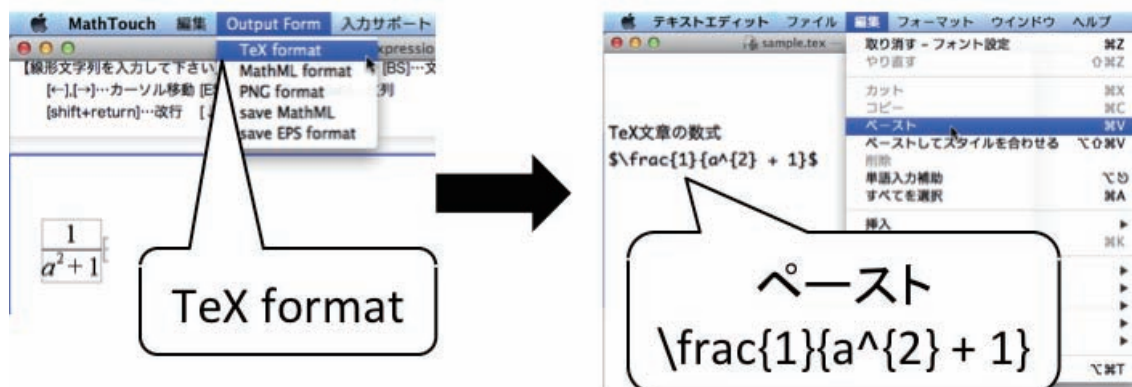 MathTouch 編集 Output Form 入力サポート
TeX format
MathML format
PNG format
save MathML
save EPS format
xpressio
【線形文字列を入力して下さい
[BS]…文
[←],[→]…カーソル移動 [E
列
[shift+return]…改行 [
1
a² + 1
TeX format
テキストエディット ファイル 編集 フォーマット ウインドウ ヘルプ
sample.tex
取り消す – フォント設定 ⌘Z
やり直す ⇧⌘Z
カット ⌘X
コピー ⌘C
ペースト ⌘V
ペーストしてスタイルを合わせる ⌥⇧⌘V
削除
単語入力補助 ⌥⎋
すべてを選択 ⌘A
挿入
⌘K
⌥⌘T
TeX文章の数式
$\frac{1}{a^{2} + 1}$
ペースト
\frac{1}{a^{2} + 1}